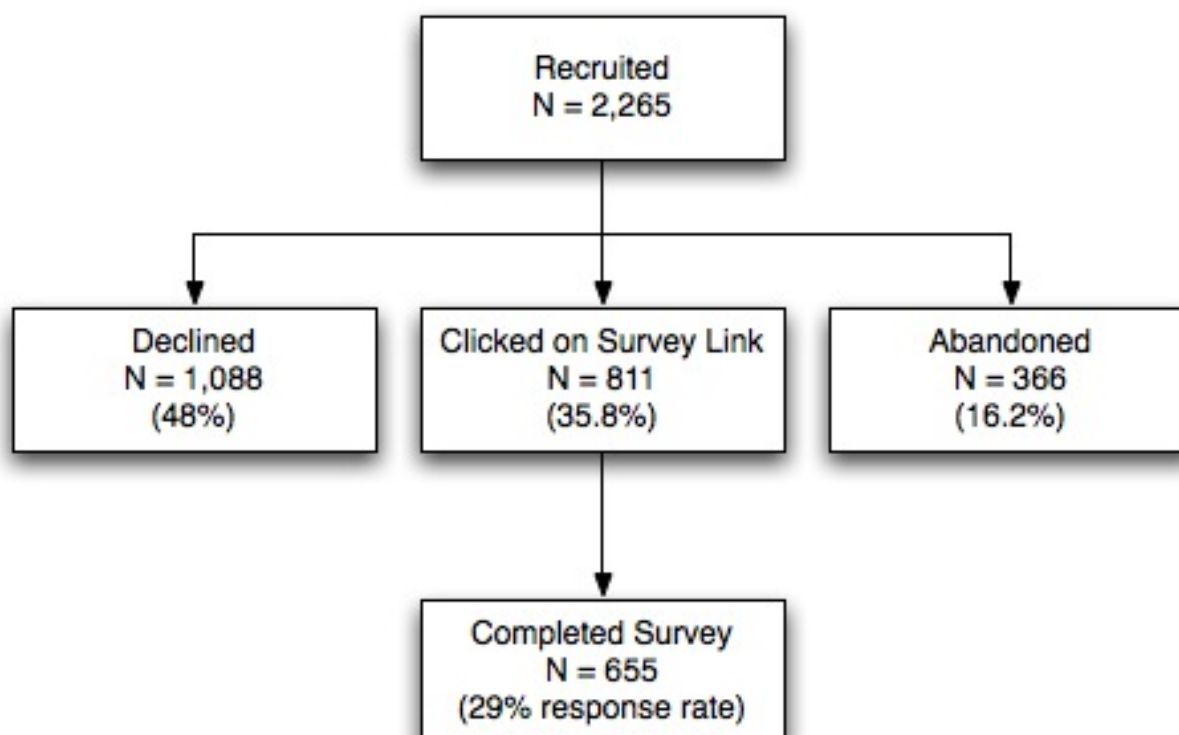 Recruited
N = 2,265
Declined
N = 1,088
(48%)
Clicked on Survey Link
N = 811
(35.8%)
Abandoned
N = 366
(16.2%)
Completed Survey
N = 655
(29% response rate)